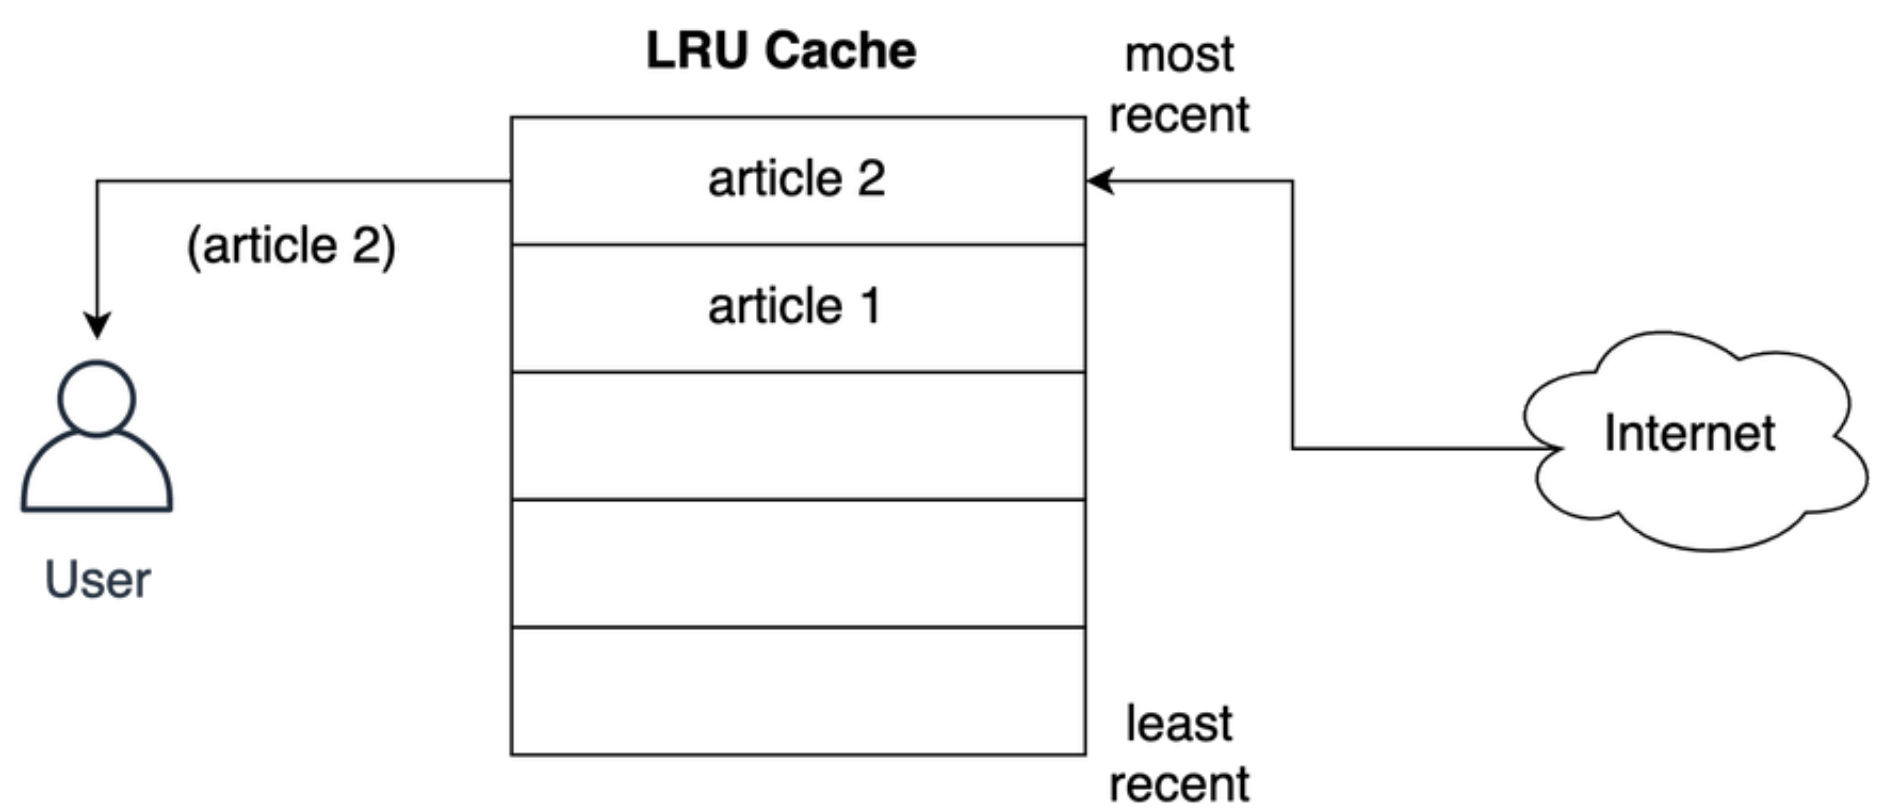 LRU Cache
most
recent
article 2
(article 2)
article 1
Internet
User
least
recent